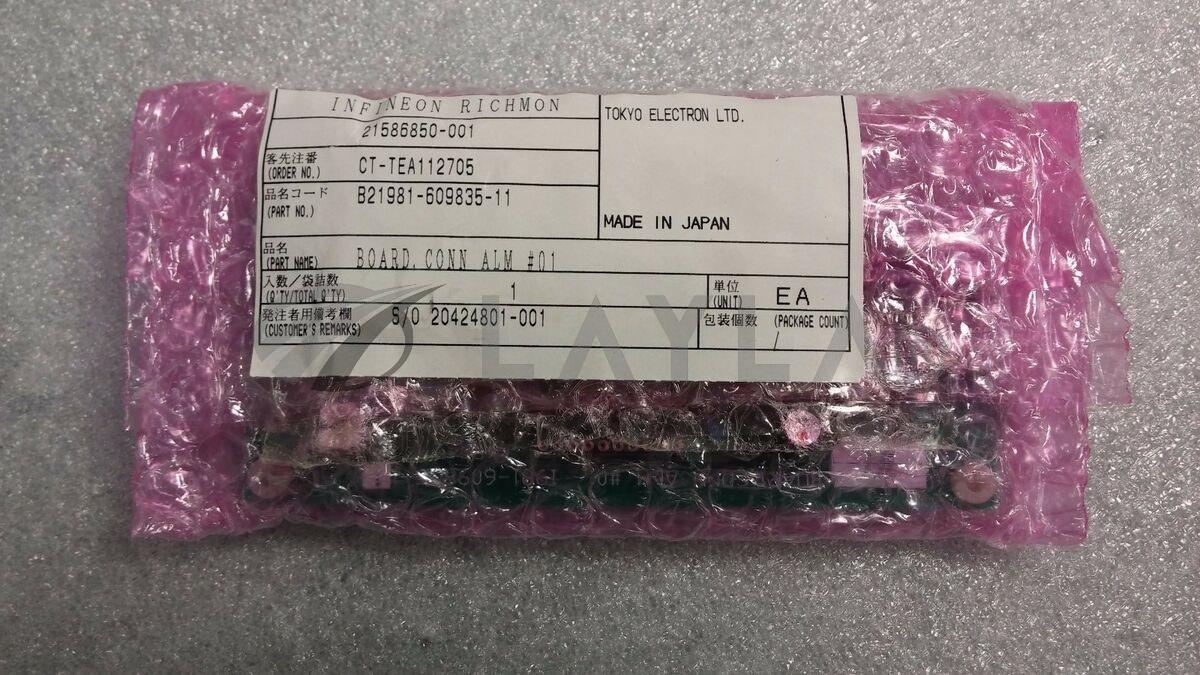 INFINEON RICHMON
21586850-001
TOKYO ELECTRON LTD.
MADE IN JAPAN
客先注番
(ORDER NO.)
CT-TEA112705
品名コード
(PART NO.)
B21981-609835-11
品名
(PART NAME)
BOARD,CONN ALM #01
入数/袋詰数
(Q'TY/TOTAL Q'TY)
1
単位
(UNIT)
EA
発注者用備考欄
(CUSTOMER'S REMARKS)
S/O 20424801-001
包装個数 (PACKAGE COUNT)
/
LAYLA